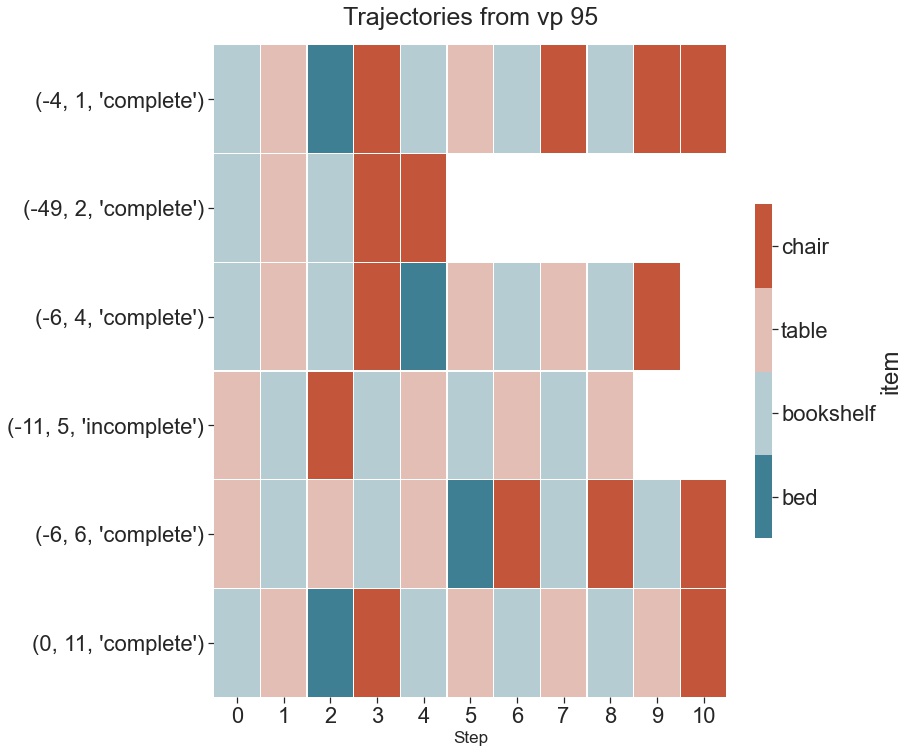 Trajectories from vp 95
(-4, 1, 'complete')
(-49, 2, 'complete')
(-6, 4, 'complete')
(-11, 5, 'incomplete')
(-6, 6, 'complete')
(0, 11, 'complete')
0 1 2 3 4 5 6 7 8 9 10
Step
chair
table
bookshelf
bed
item